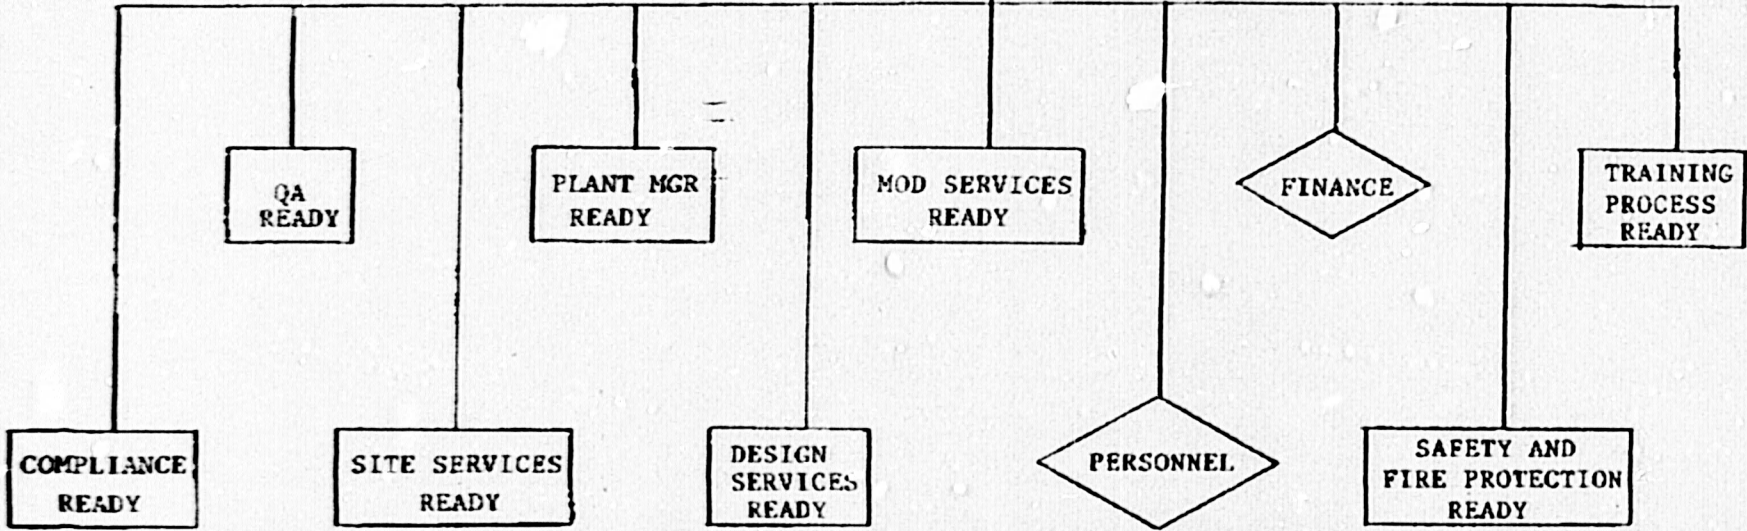 QA
READY
PLANT MGR
READY
MOD SERVICES
READY
FINANCE
TRAINING
PROCESS
READY
COMPLIANCE
READY
SITE SERVICES
READY
DESIGN
SERVICES
READY
PERSONNEL
SAFETY AND
FIRE PROTECTION
READY